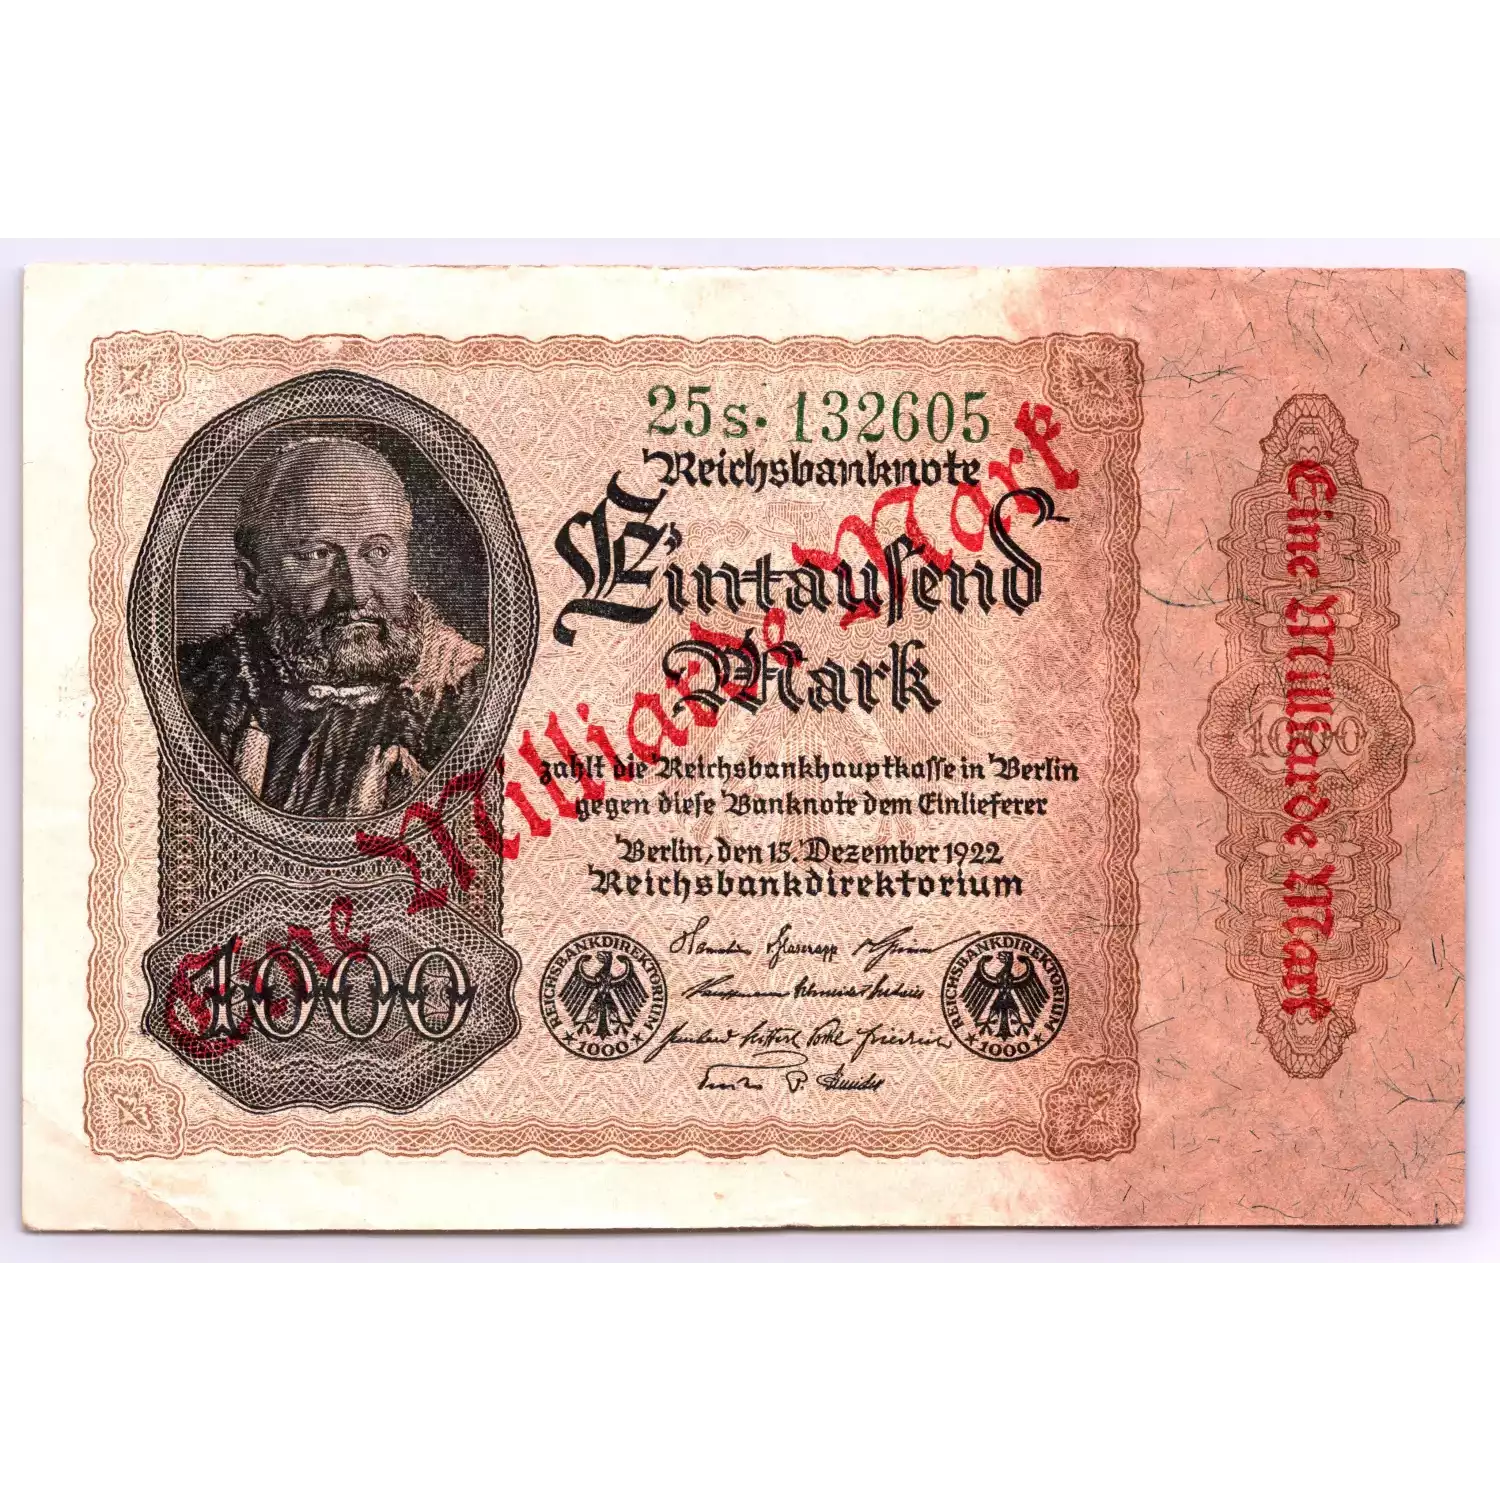 25s· 132605
Reichsbanknote
Eintausend
Mark
zahlt die Reichsbankhauptkasse in Berlin
gegen diese Banknote dem Einlieferer
Berlin, den 15. Dezember 1922
Reichsbankdirektorium
Eine Milliarde Mark
1000
REICHSBANKDIREKTORIUM
★ 1000 ★
REICHSBANKDIREKTORIUM
★ 1000 ★
Eine Milliarde Mark
1000